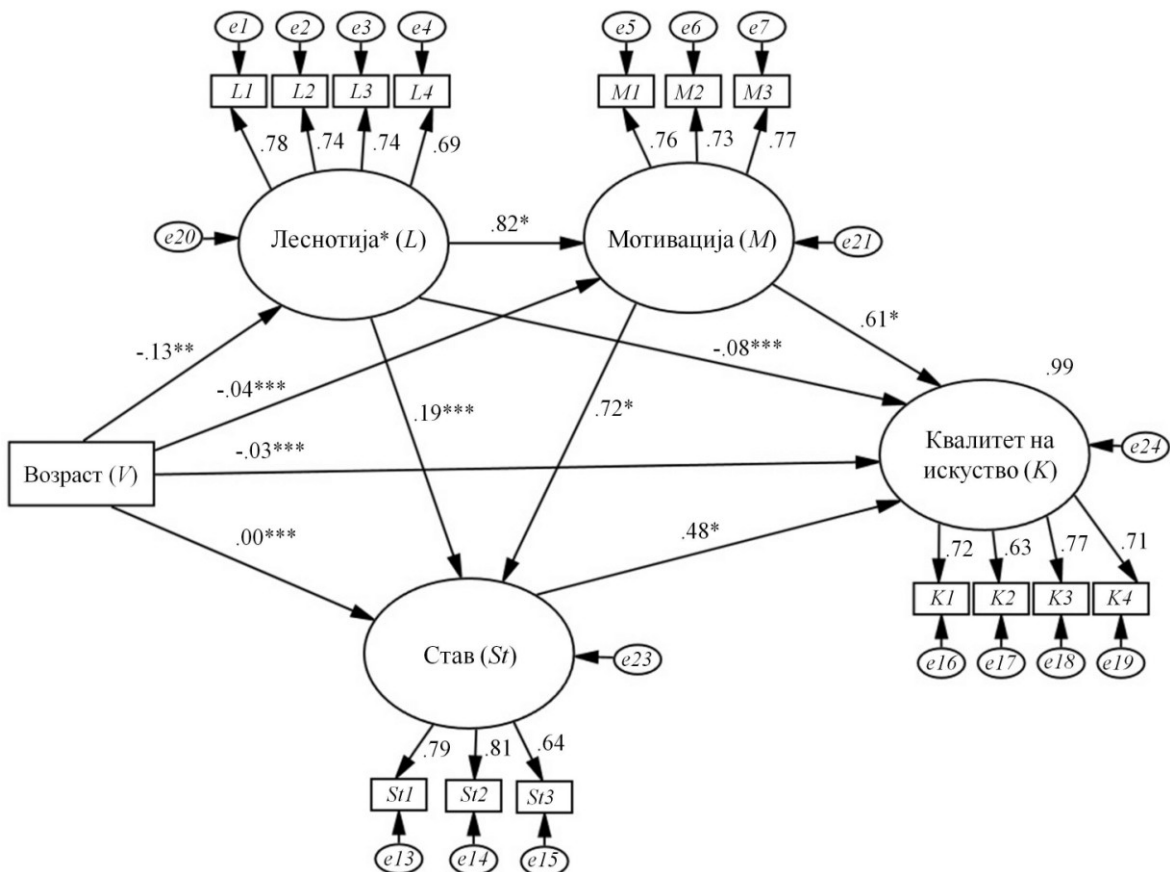 e1 e2 e3 e4 e5 e6 e7
L1 L2 L3 L4 M1 M2 M3
.78 .74 .74 .69 .76 .73 .77
e20 Леснотија* (L) .82* Мотивација (M) e21
-.13** -.04*** .19*** -.08*** .72* .61*
.99
Возраст (V) -.03*** Квалитет на
искуство (K) e24
.00*** .48*
.72 .63 .77 .71
K1 K2 K3 K4
e16 e17 e18 e19
Став (St) e23
.79 .81 .64
St1 St2 St3
e13 e14 e15